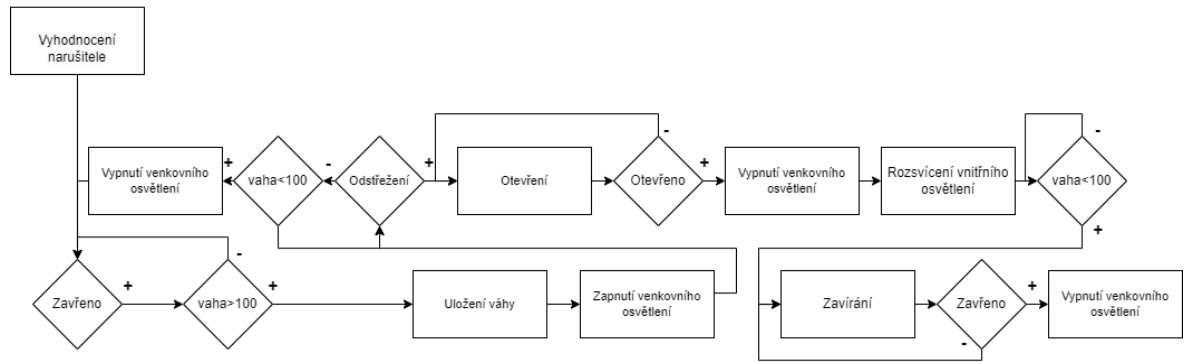 Vyhodnocení
narušitele
-
-
Vypnutí venkovního
osvětlení
+
vaha<100
-
Odstřežení
+
Otevření
Otevřeno
+
Vypnutí venkovního
osvětlení
Rozsvícení vnitřního
osvětlení
vaha<100
+
Zavřeno
+
-
vaha>100
+
Uložení váhy
Zapnutí venkovního
osvětlení
Zavírání
Zavřeno
+
-
Vypnutí venkovního
osvětlení